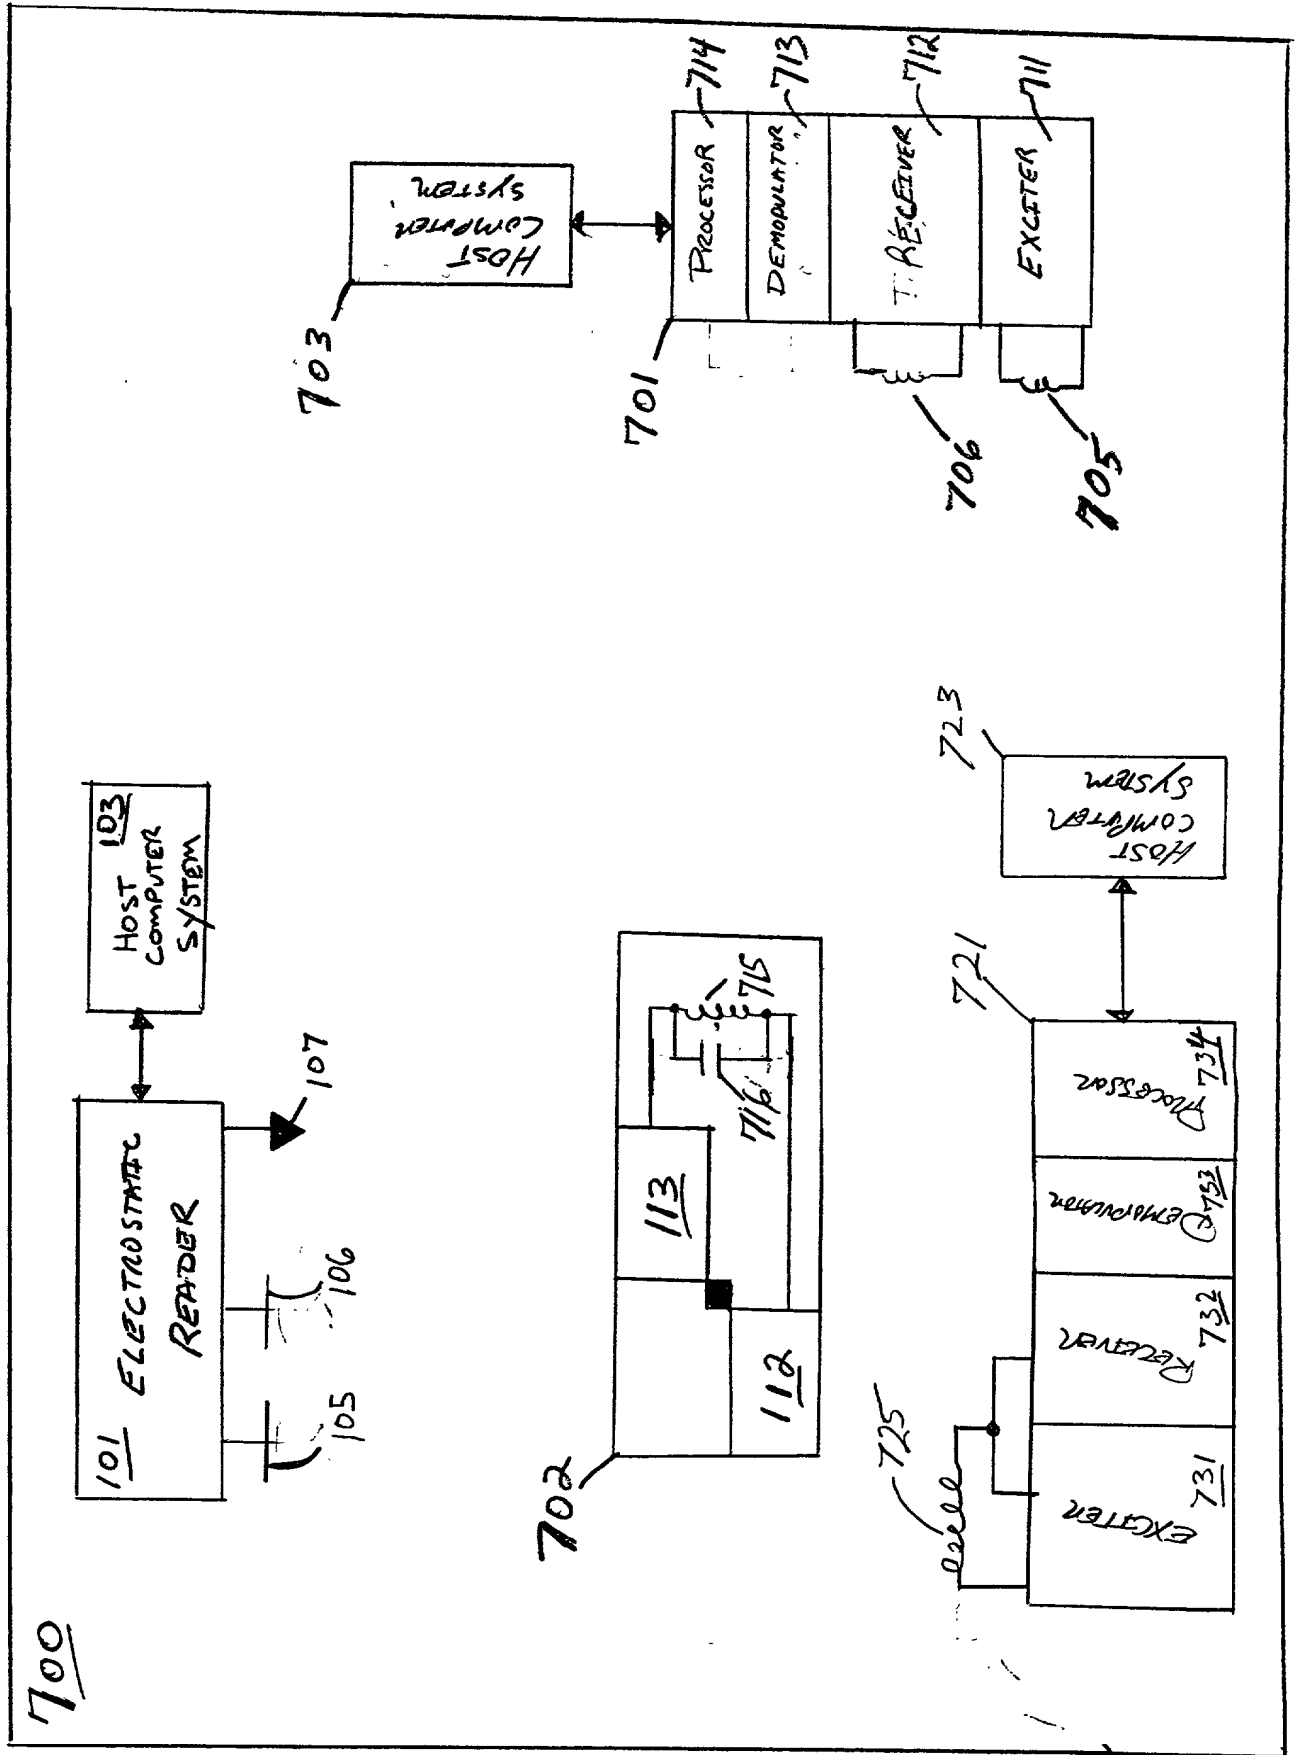 700
101
ELECTROSTATIC
READER
105
106
107
103
HOST
COMPUTER
SYSTEM
702
113
112
715
716
703
HOST
COMPUTER
SYSTEM
701
PROCESSOR
714
DEMODULATOR
713
RECEIVER
712
EXCITER
711
706
705
725
EXCITER
731
RECEIVER
732
DEMODULATOR
733
PROCESSOR
734
721
723
HOST
COMPUTER
SYSTEM